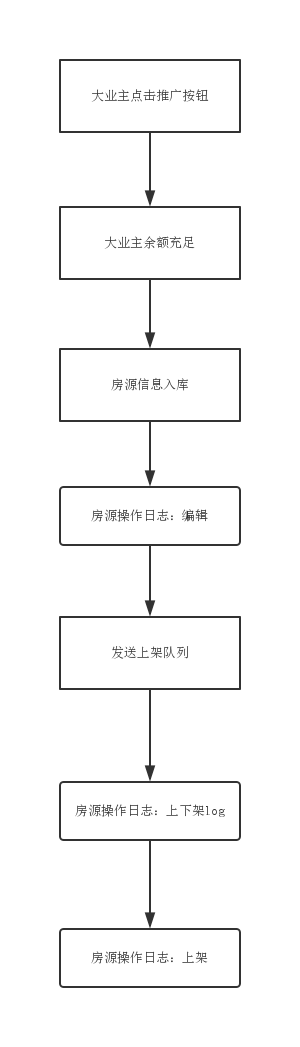 大业主点击推广按钮
大业主余额充足
房源信息入库
房源操作日志：编辑
发送上架队列
房源操作日志：上下架log
房源操作日志：上架